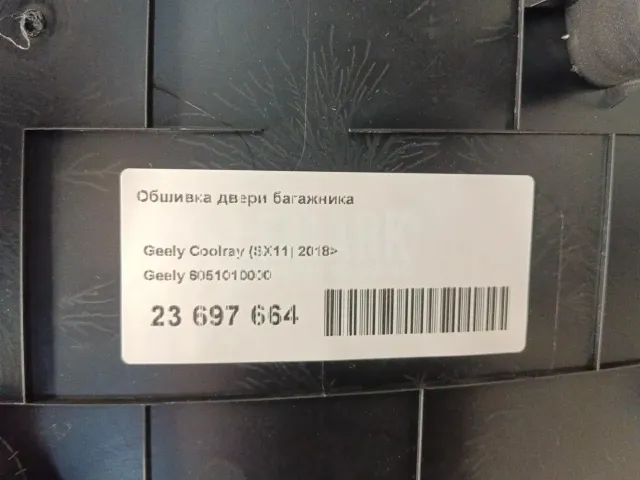 Обшивка двери багажника
Geely Coolray (SX11) 2018>
Geely 6051010000
23 697 664